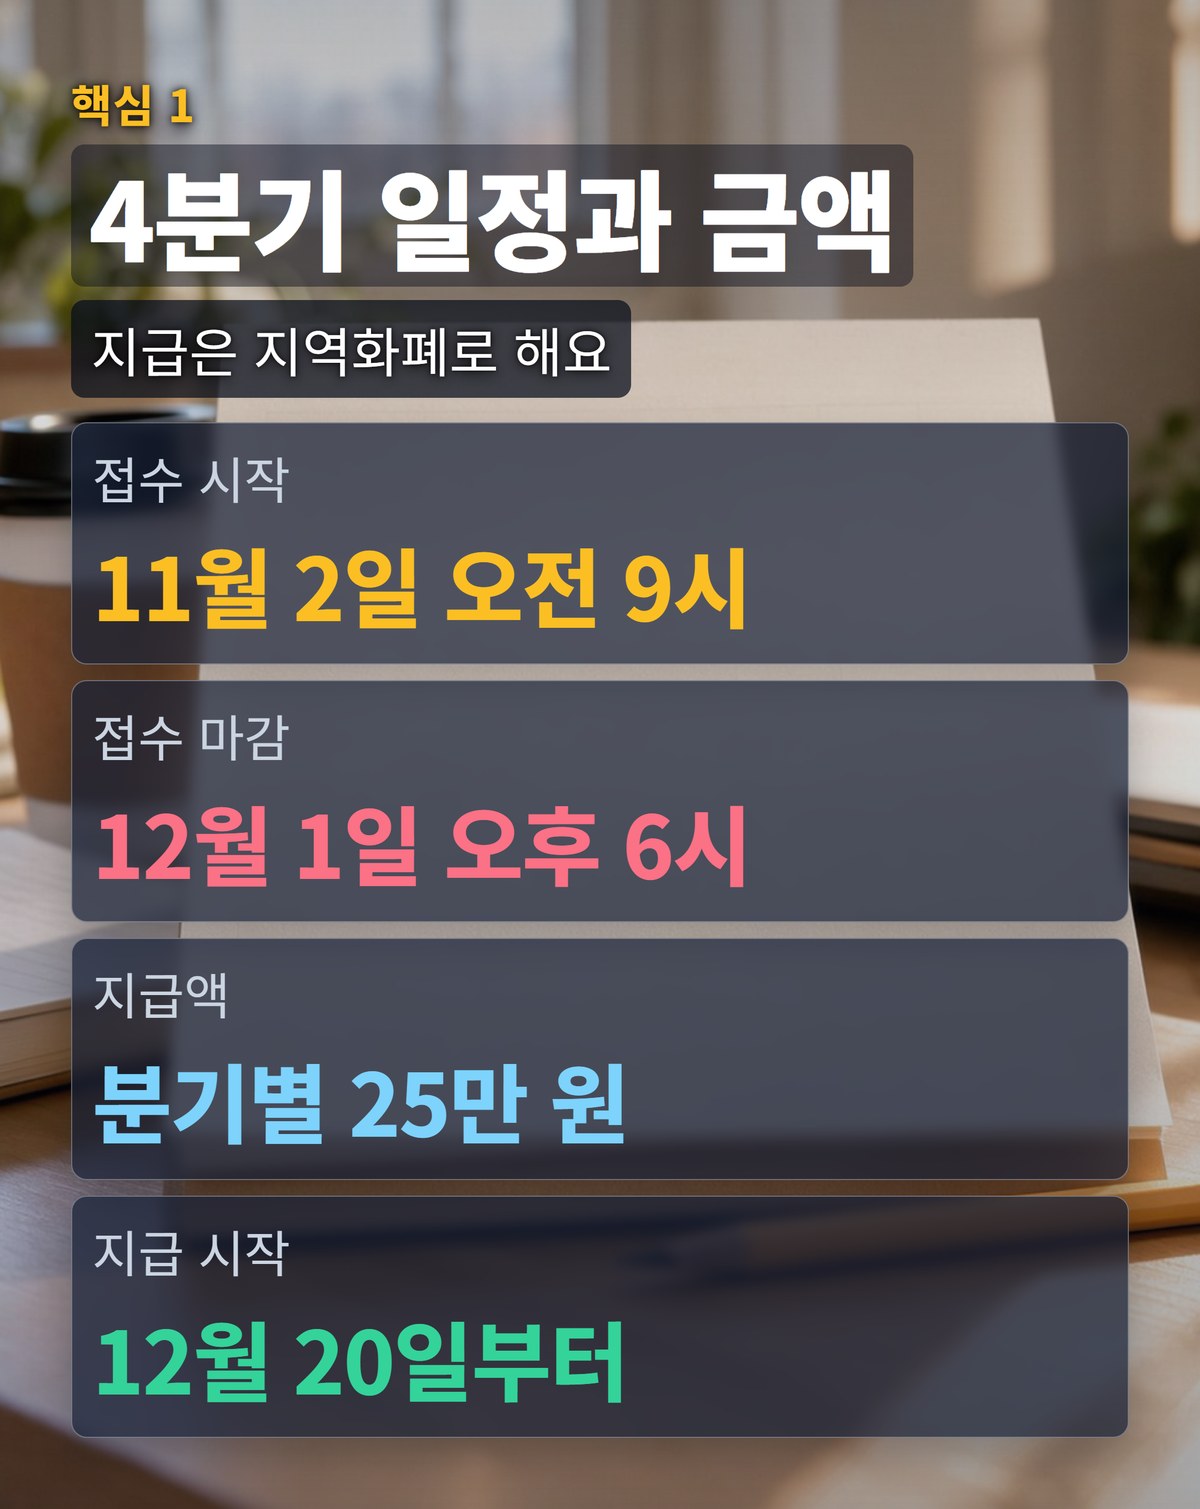 핵심 1
4분기 일정과 금액
지급은 지역화폐로 해요
접수 시작
11월 2일 오전 9시
접수 마감
12월 1일 오후 6시
지급액
분기별 25만 원
지급 시작
12월 20일부터